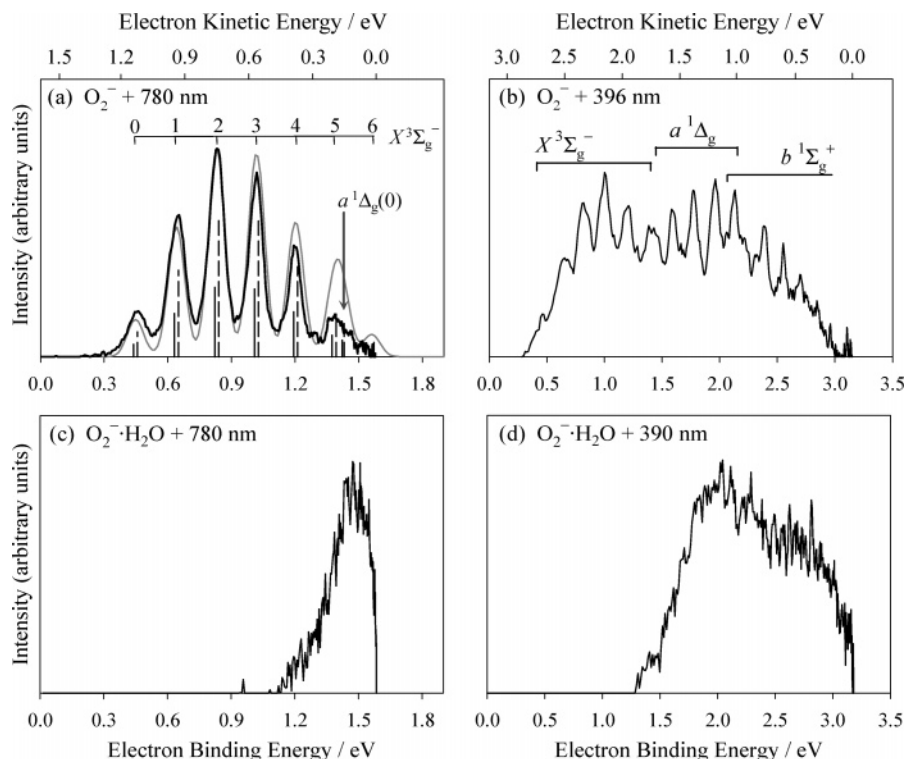 Electron Kinetic Energy / eV
Electron Kinetic Energy / eV
1.5 1.2 0.9 0.6 0.3 0.0
3.0 2.5 2.0 1.5 1.0 0.5 0.0
Intensity (arbitrary units)
(a) O₂⁻ + 780 nm
0 1 2 3 4 5 6 X³Σg⁻
a¹Δg(0)
0.0 0.3 0.6 0.9 1.2 1.5 1.8
(b) O₂⁻ + 396 nm
X³Σg⁻
a¹Δg
b¹Σg⁺
0.0 0.5 1.0 1.5 2.0 2.5 3.0 3.5
Intensity (arbitrary units)
(c) O₂⁻·H₂O + 780 nm
0.0 0.3 0.6 0.9 1.2 1.5 1.8
Electron Binding Energy / eV
(d) O₂⁻·H₂O + 390 nm
0.0 0.5 1.0 1.5 2.0 2.5 3.0 3.5
Electron Binding Energy / eV